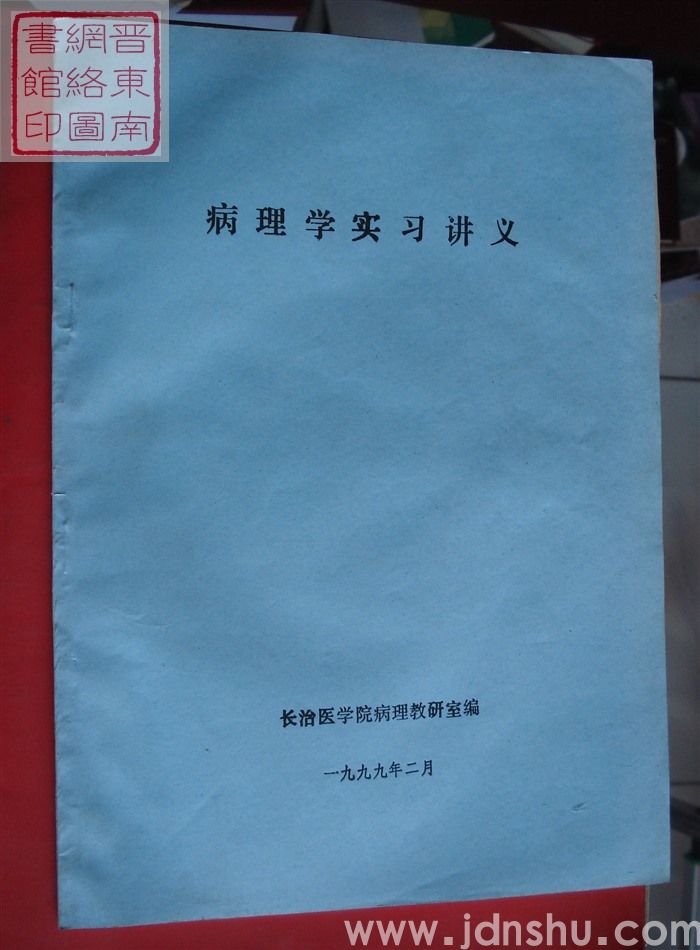 晋東南
網絡圖
書館印
病理学实习讲义
长治医学院病理教研室编
一九九九年二月
www.jdnshu.com